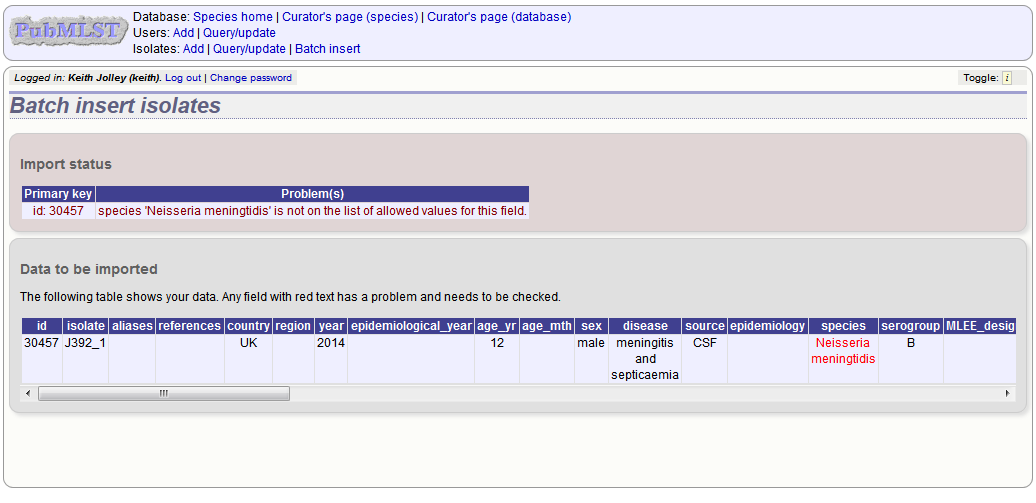 PubMLST
Database: Species home | Curator's page (species) | Curator's page (database)
Users: Add | Query/update
Isolates: Add | Query/update | Batch insert
Logged in: Keith Jolley (keith). Log out | Change password
Toggle: i
Batch insert isolates
Import status
Primary key Problem(s)
id: 30457 species 'Neisseria meningtidis' is not on the list of allowed values for this field.
Data to be imported
The following table shows your data. Any field with red text has a problem and needs to be checked.
id isolate aliases references country region year epidemiological_year age_yr age_mth sex disease source epidemiology species serogroup MLEE_desig
30457 J392_1 UK 2014 12 male meningitis CSF Neisseria B
and meningtidis
septicaemia